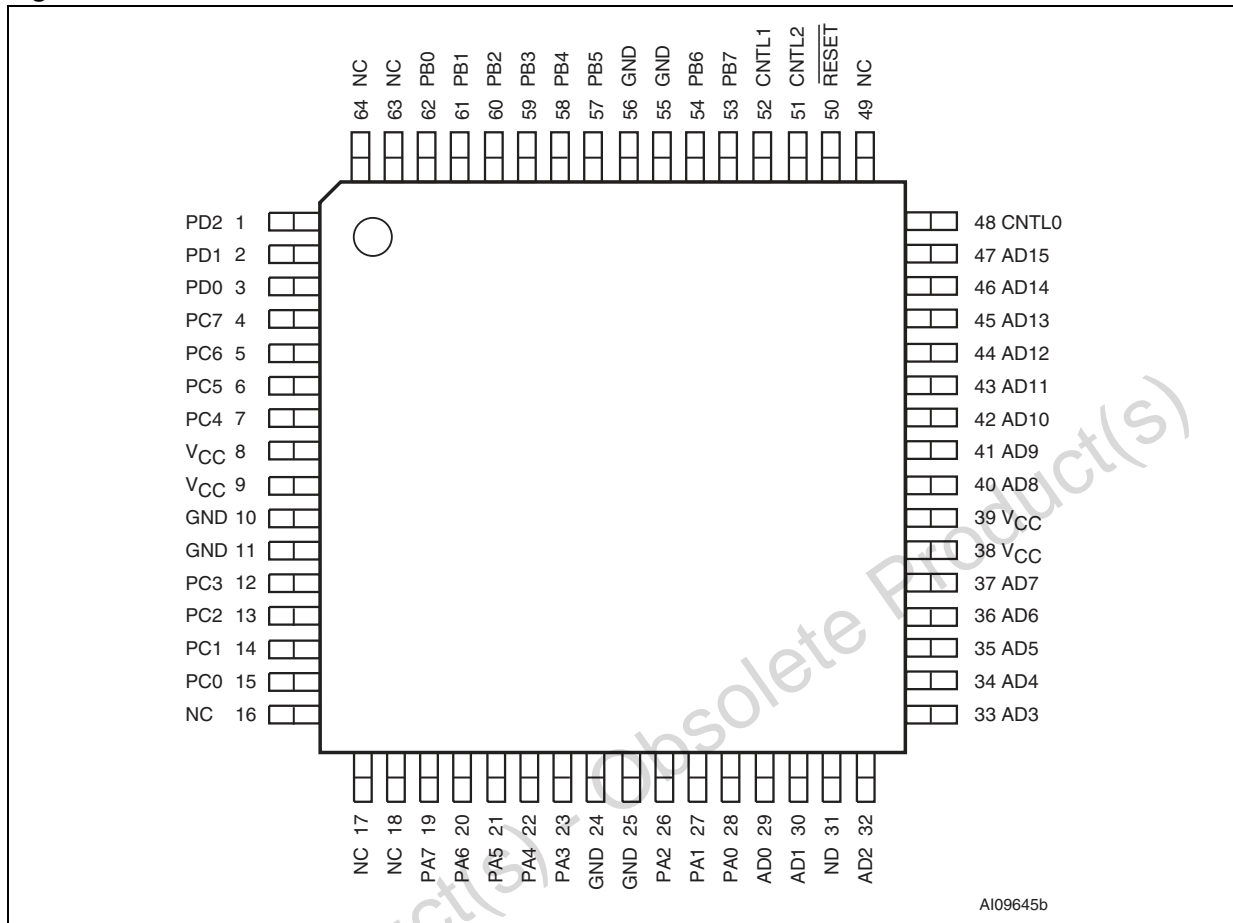 64 NC
63 NC
62 PB0
61 PB1
60 PB2
59 PB3
58 PB4
57 PB5
56 GND
55 GND
54 PB6
53 PB7
52 CNTL1
51 CNTL2
50 RESET
49 NC
PD2 1
PD1 2
PD0 3
PC7 4
PC6 5
PC5 6
PC4 7
VCC 8
VCC 9
GND 10
GND 11
PC3 12
PC2 13
PC1 14
PC0 15
NC 16
48 CNTL0
47 AD15
46 AD14
45 AD13
44 AD12
43 AD11
42 AD10
41 AD9
40 AD8
39 VCC
38 VCC
37 AD7
36 AD6
35 AD5
34 AD4
33 AD3
NC 17
NC 18
PA7 19
PA6 20
PA5 21
PA4 22
PA3 23
GND 24
GND 25
PA2 26
PA1 27
PA0 28
AD0 29
AD1 30
ND 31
AD2 32
AI09645b
uct(s) - Obsolete Product(s)